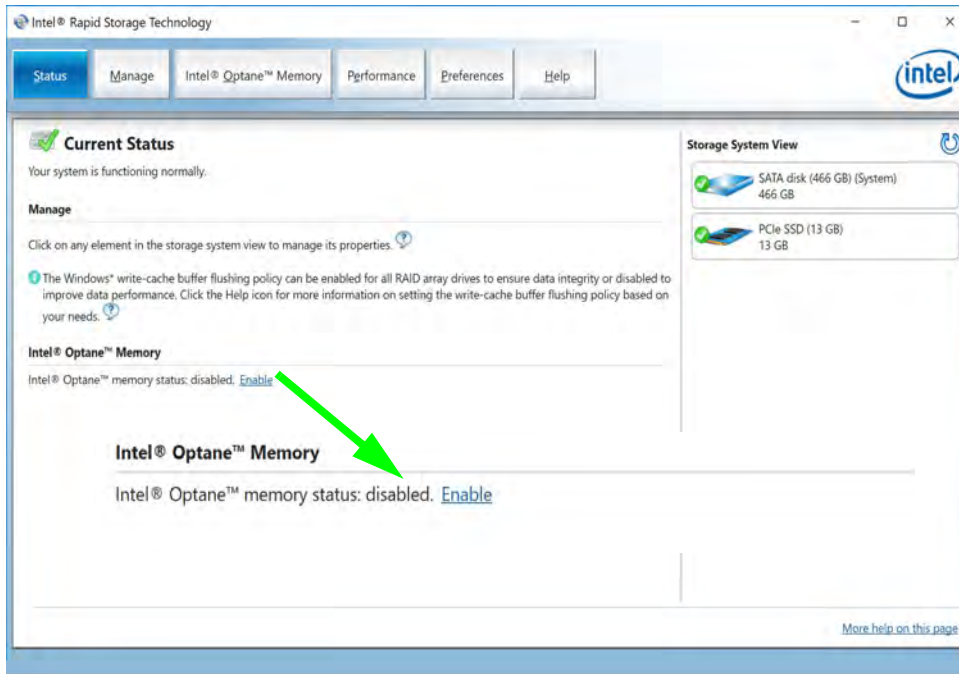 Intel® Rapid Storage Technology
Status
Manage
Intel® Optane™ Memory
Performance
Preferences
Help
intel
Current Status
Your system is functioning normally.
Manage
Click on any element in the storage system view to manage its properties.
The Windows* write-cache buffer flushing policy can be enabled for all RAID array drives to ensure data integrity or disabled to
improve data performance. Click the Help icon for more information on setting the write-cache buffer flushing policy based on
your needs.
Intel® Optane™ Memory
Intel® Optane™ memory status: disabled. Enable
Intel® Optane™ Memory
Intel® Optane™ memory status: disabled. Enable
Storage System View
SATA disk (466 GB) (System)
466 GB
PCIe SSD (13 GB)
13 GB
More help on this page